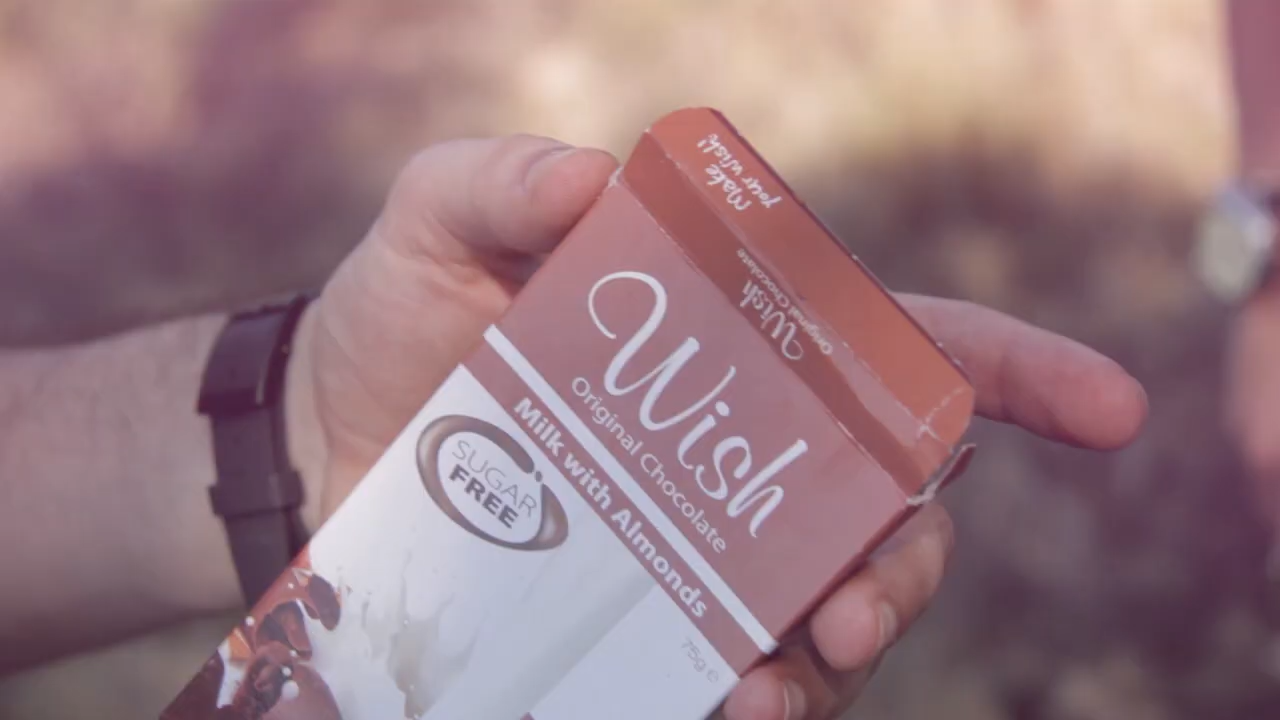 Make
your wish!
Wish
Original Chocolate
Wish
Original Chocolate
Milk with Almonds
SUGAR
FREE
75g e